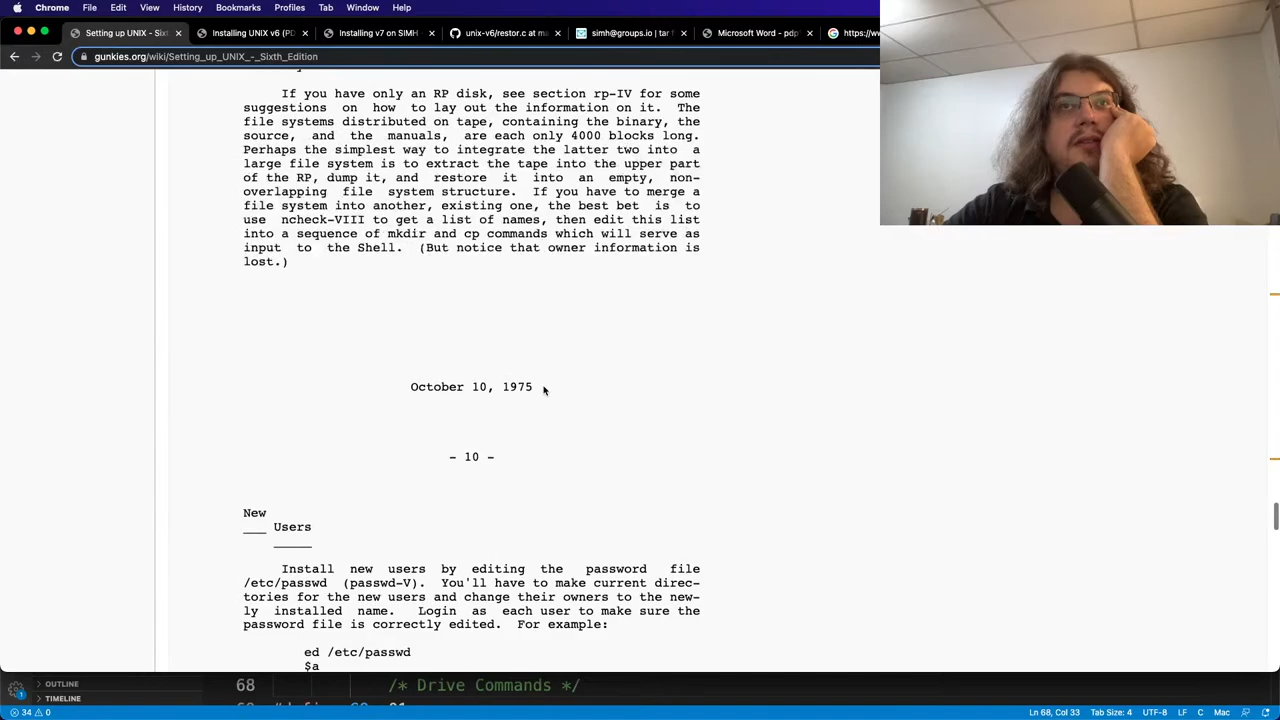 Chrome File Edit View History Bookmarks Profiles Tab Window Help
Setting up UNIX - Sixt
Installing UNIX v6 (PD
Installing v7 on SIMH
unix-v6/restor.c at ma
simh@groups.io | tar f
Microsoft Word - pdp
https://ww
gunkies.org/wiki/Setting_up_UNIX_-_Sixth_Edition
If you have only an RP disk, see section rp-IV for some
suggestions on how to lay out the information on it. The
file systems distributed on tape, containing the binary, the
source, and the manuals, are each only 4000 blocks long.
Perhaps the simplest way to integrate the latter two into a
large file system is to extract the tape into the upper part
of the RP, dump it, and restore it into an empty, non-
overlapping file system structure. If you have to merge a
file system into another, existing one, the best bet is to
use ncheck-VIII to get a list of names, then edit this list
into a sequence of mkdir and cp commands which will serve as
input to the Shell. (But notice that owner information is
lost.)
October 10, 1975
- 10 -
New
Users
Install new users by editing the password file
/etc/passwd (passwd-V). You'll have to make current direc-
tories for the new users and change their owners to the new-
ly installed name. Login as each user to make sure the
password file is correctly edited. For example:
ed /etc/passwd
$a
OUTLINE
TIMELINE
68 /* Drive Commands */
34 0
Ln 68, Col 33 Tab Size: 4 UTF-8 LF C Mac